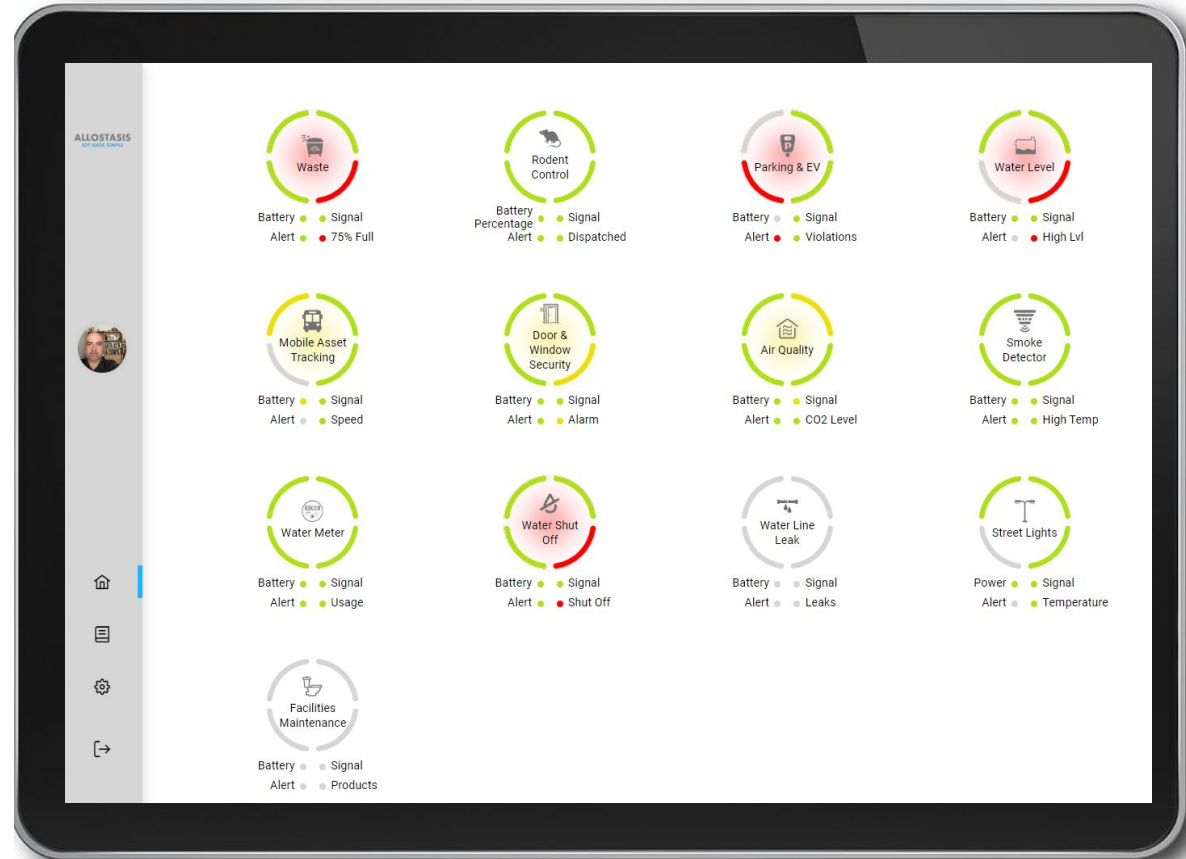 ALLOSTASIS
IOT MADE SIMPLE
Waste
Battery Signal
Alert 75% Full
Rodent
Control
Battery
Percentage Signal
Alert Dispatched
P
Parking & EV
Battery Signal
Alert Violations
Water Level
Battery Signal
Alert High Lvl
Mobile Asset
Tracking
Battery Signal
Alert Speed
Door &
Window
Security
Battery Signal
Alert Alarm
Air Quality
Battery Signal
Alert CO2 Level
Smoke
Detector
Battery Signal
Alert High Temp
Water Meter
Battery Signal
Alert Usage
Water Shut
Off
Battery Signal
Alert Shut Off
Water Line
Leak
Battery Signal
Alert Leaks
Street Lights
Power Signal
Alert Temperature
Facilities
Maintenance
Battery Signal
Alert Products